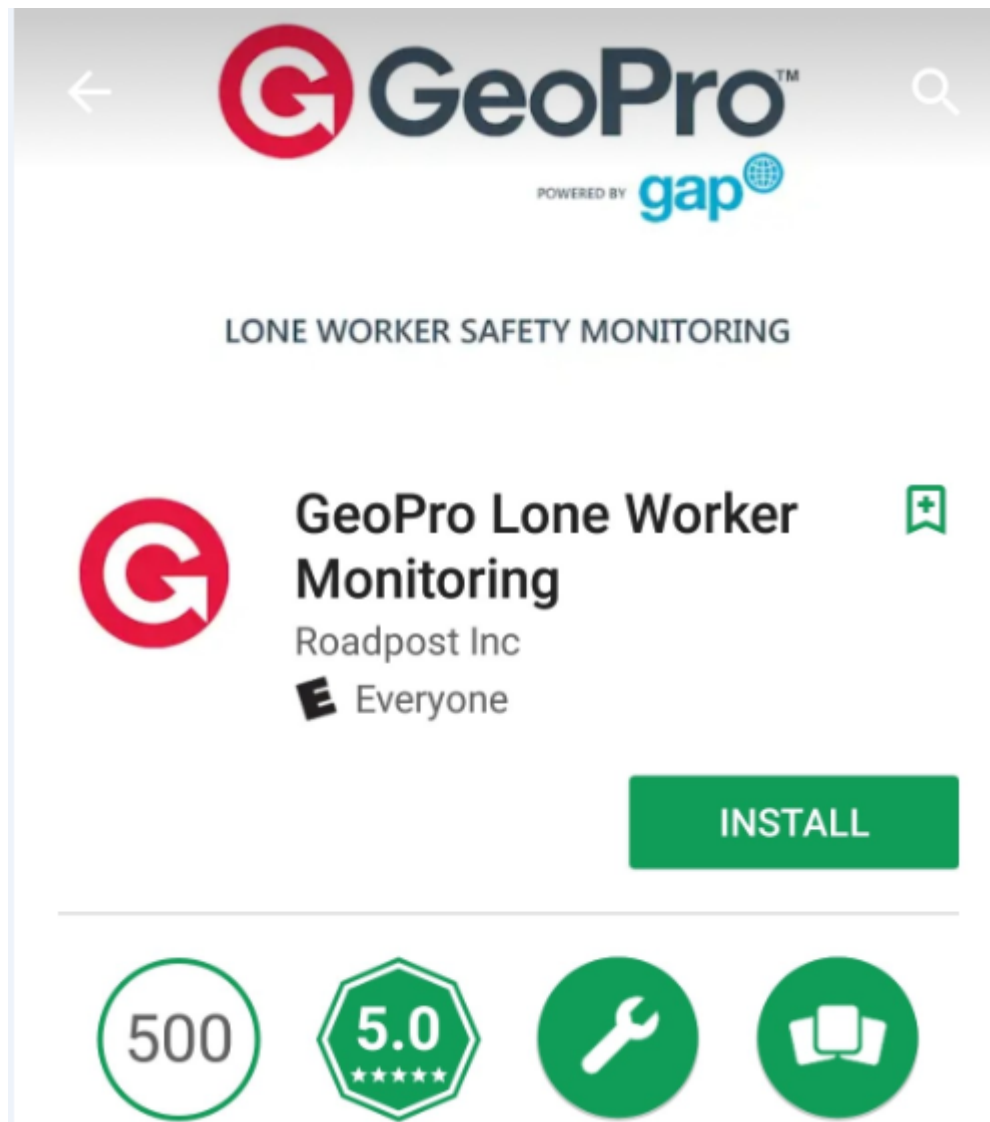 GeoPro™
POWERED BY gap
LONE WORKER SAFETY MONITORING
GeoPro Lone Worker
Monitoring
Roadpost Inc
E Everyone
INSTALL
500
5.0